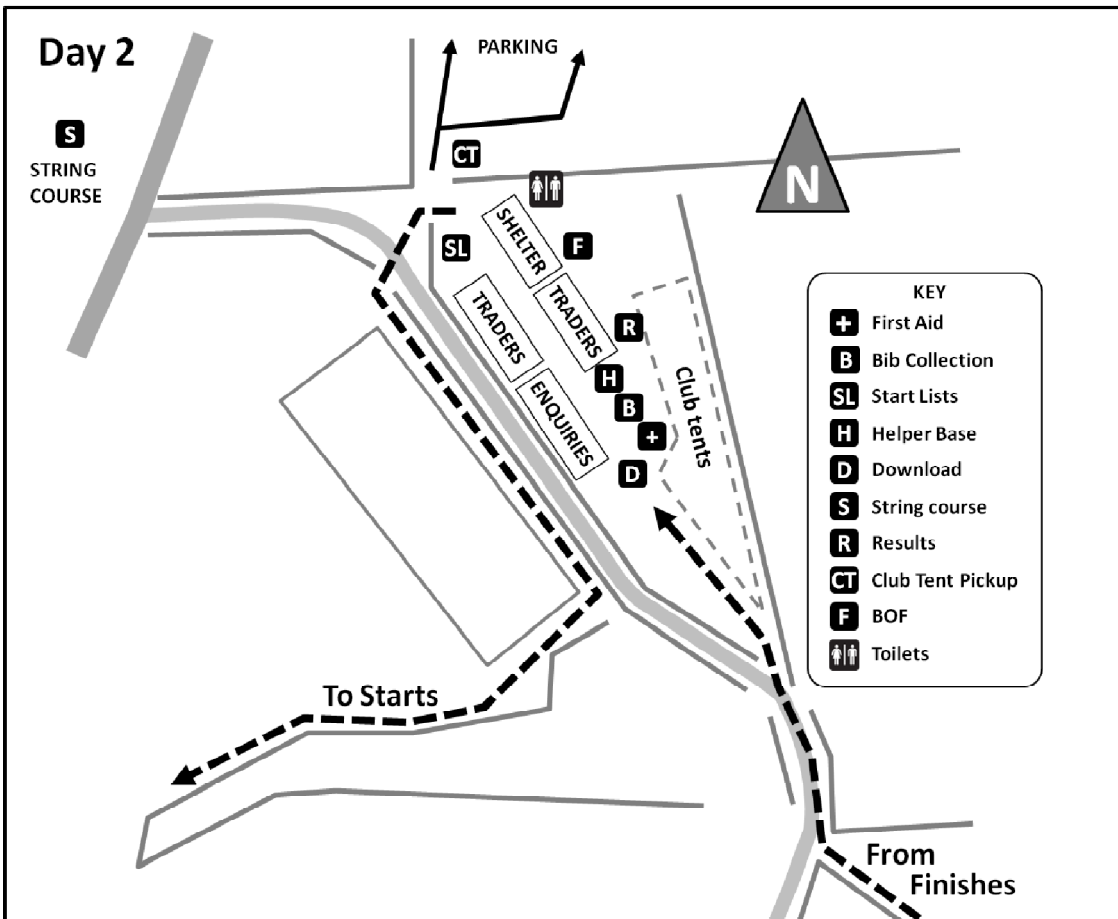 Day 2
PARKING
S
STRING
COURSE
CT
N
SHELTER
F
SL
TRADERS
TRADERS
R
H
B
+
Club tents
ENQUIRIES
D
KEY
+ First Aid
B Bib Collection
SL Start Lists
H Helper Base
D Download
S String course
R Results
CT Club Tent Pickup
F BOF
Toilets
To Starts
From
Finishes